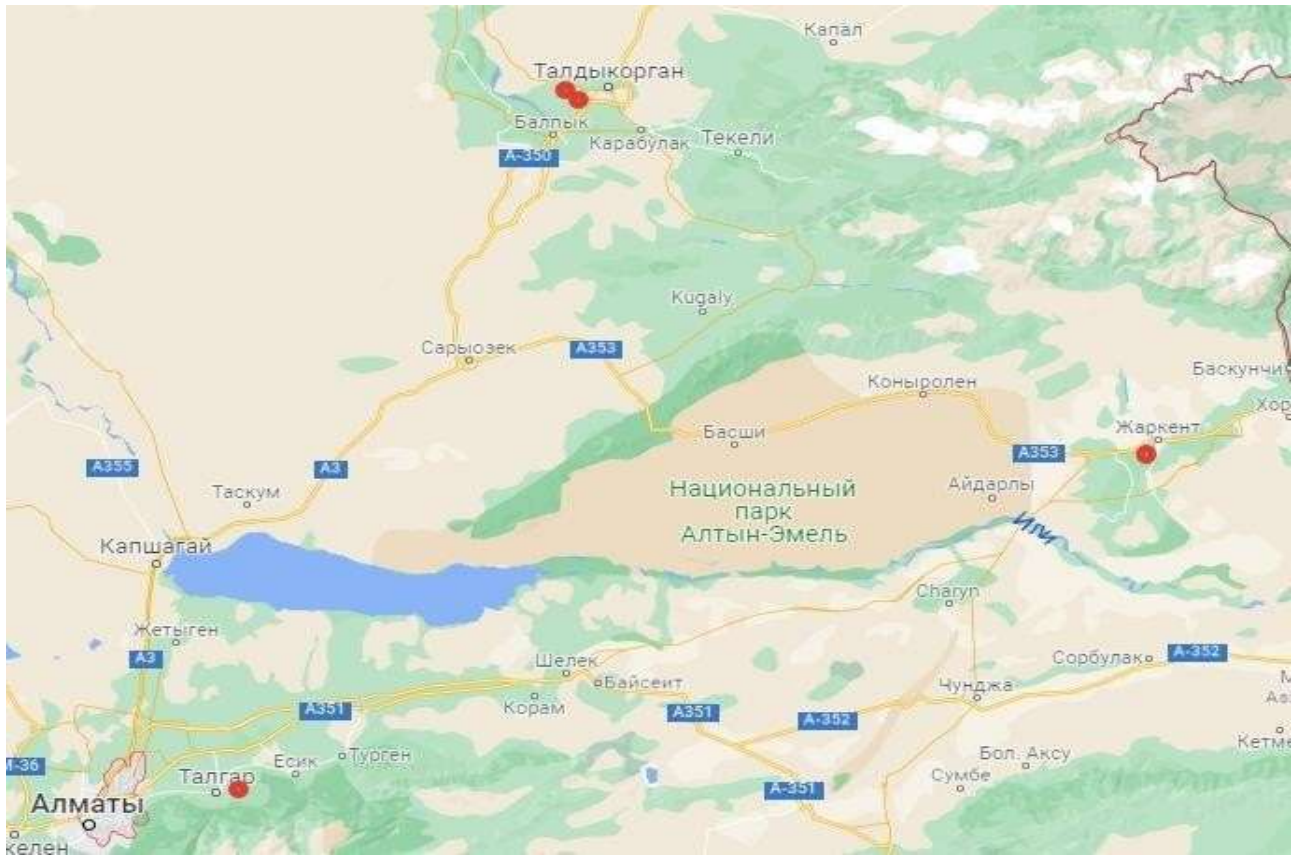 Капал
Талдыкорган
Балпык
Карабулак
Текели
А-350
Kugaly
Сарыозек
А353
Баскунчи
Коныролен
Хор
Басши
Жаркент
А353
А355
А3
Таскум
Айдарлы
Национальный
парк
Алтын-Эмель
Или
Капшагай
Charyn
Жетыген
А3
Шелек
Сорбулак
А-352
Байсеит
Чунджа
Корам
А351
А351
А-352
Кетме
Бол. Аксу
Турген
Есик
М-36
Талгар
Сумбе
А-351
Алматы
келен